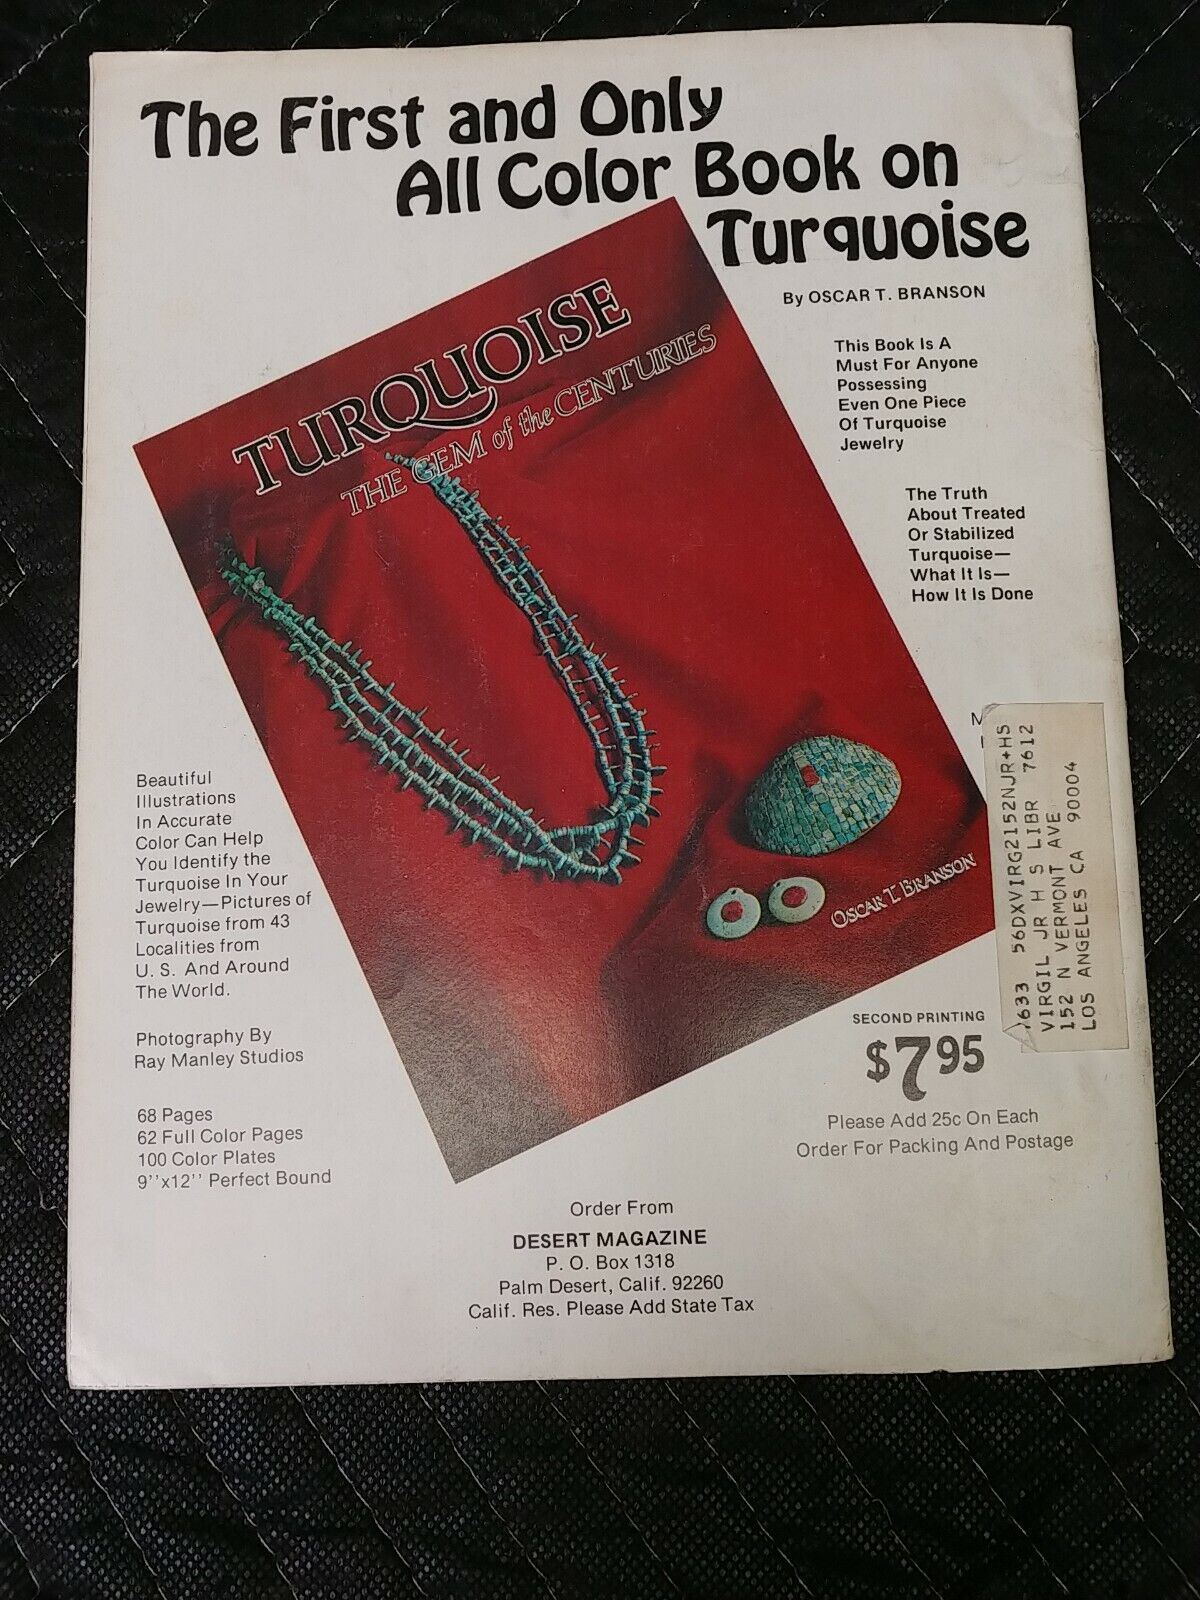 The First and Only
All Color Book on
Turquoise
By OSCAR T. BRANSON
TURQUOISE
THE GEM of the CENTURIES
OSCAR T. BRANSON
This Book Is A
Must For Anyone
Possessing
Even One Piece
Of Turquoise
Jewelry
The Truth
About Treated
Or Stabilized
Turquoise—
What It Is—
How It Is Done
Beautiful
Illustrations
In Accurate
Color Can Help
You Identify the
Turquoise In Your
Jewelry—Pictures of
Turquoise from 43
Localities from
U. S. And Around
The World.
Photography By
Ray Manley Studios
68 Pages
62 Full Color Pages
100 Color Plates
9''x12'' Perfect Bound
7633 56DXVIRG2152NJR+HS
VIRGIL JR H S LIBR 7612
152 N VERMONT AVE
LOS ANGELES CA 90004
SECOND PRINTING
$7 95
Please Add 25c On Each
Order For Packing And Postage
Order From
DESERT MAGAZINE
P. O. Box 1318
Palm Desert, Calif. 92260
Calif. Res. Please Add State Tax